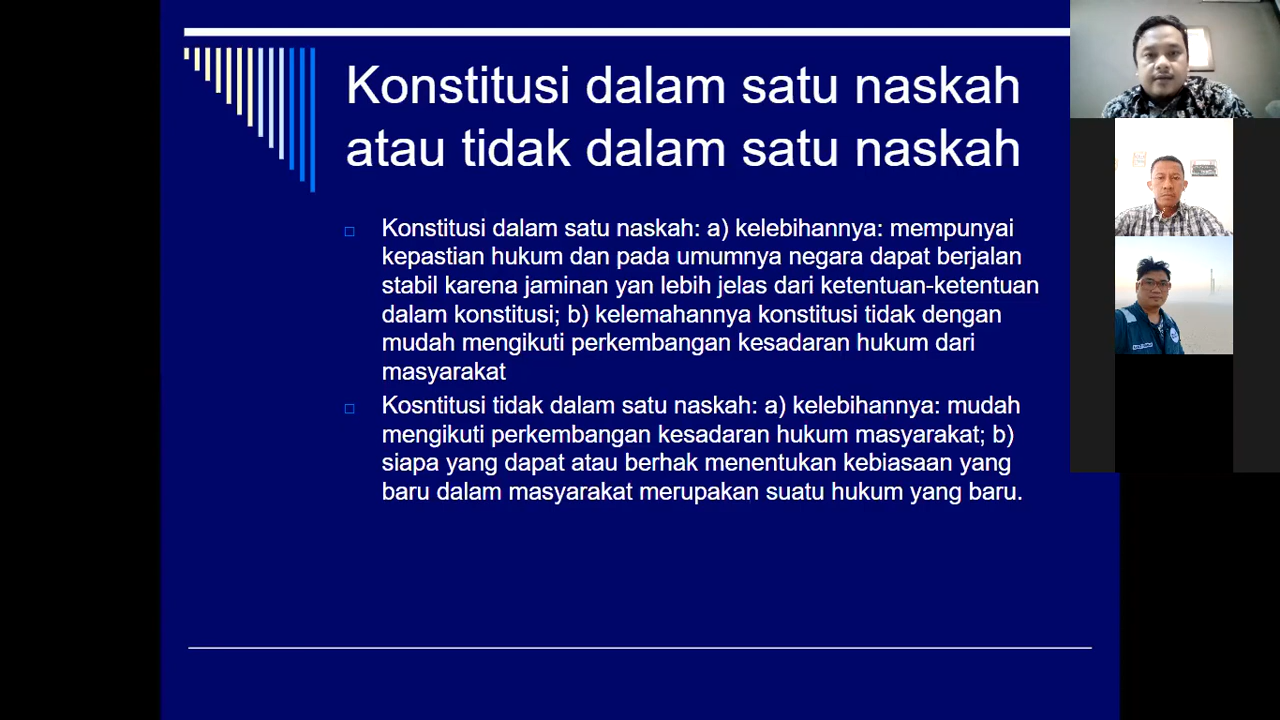 Konstitusi dalam satu naskah
atau tidak dalam satu naskah
Konstitusi dalam satu naskah: a) kelebihannya: mempunyai
kepastian hukum dan pada umumnya negara dapat berjalan
stabil karena jaminan yan lebih jelas dari ketentuan-ketentuan
dalam konstitusi; b) kelemahannya konstitusi tidak dengan
mudah mengikuti perkembangan kesadaran hukum dari
masyarakat
Kosntitusi tidak dalam satu naskah: a) kelebihannya: mudah
mengikuti perkembangan kesadaran hukum masyarakat; b)
siapa yang dapat atau berhak menentukan kebiasaan yang
baru dalam masyarakat merupakan suatu hukum yang baru.